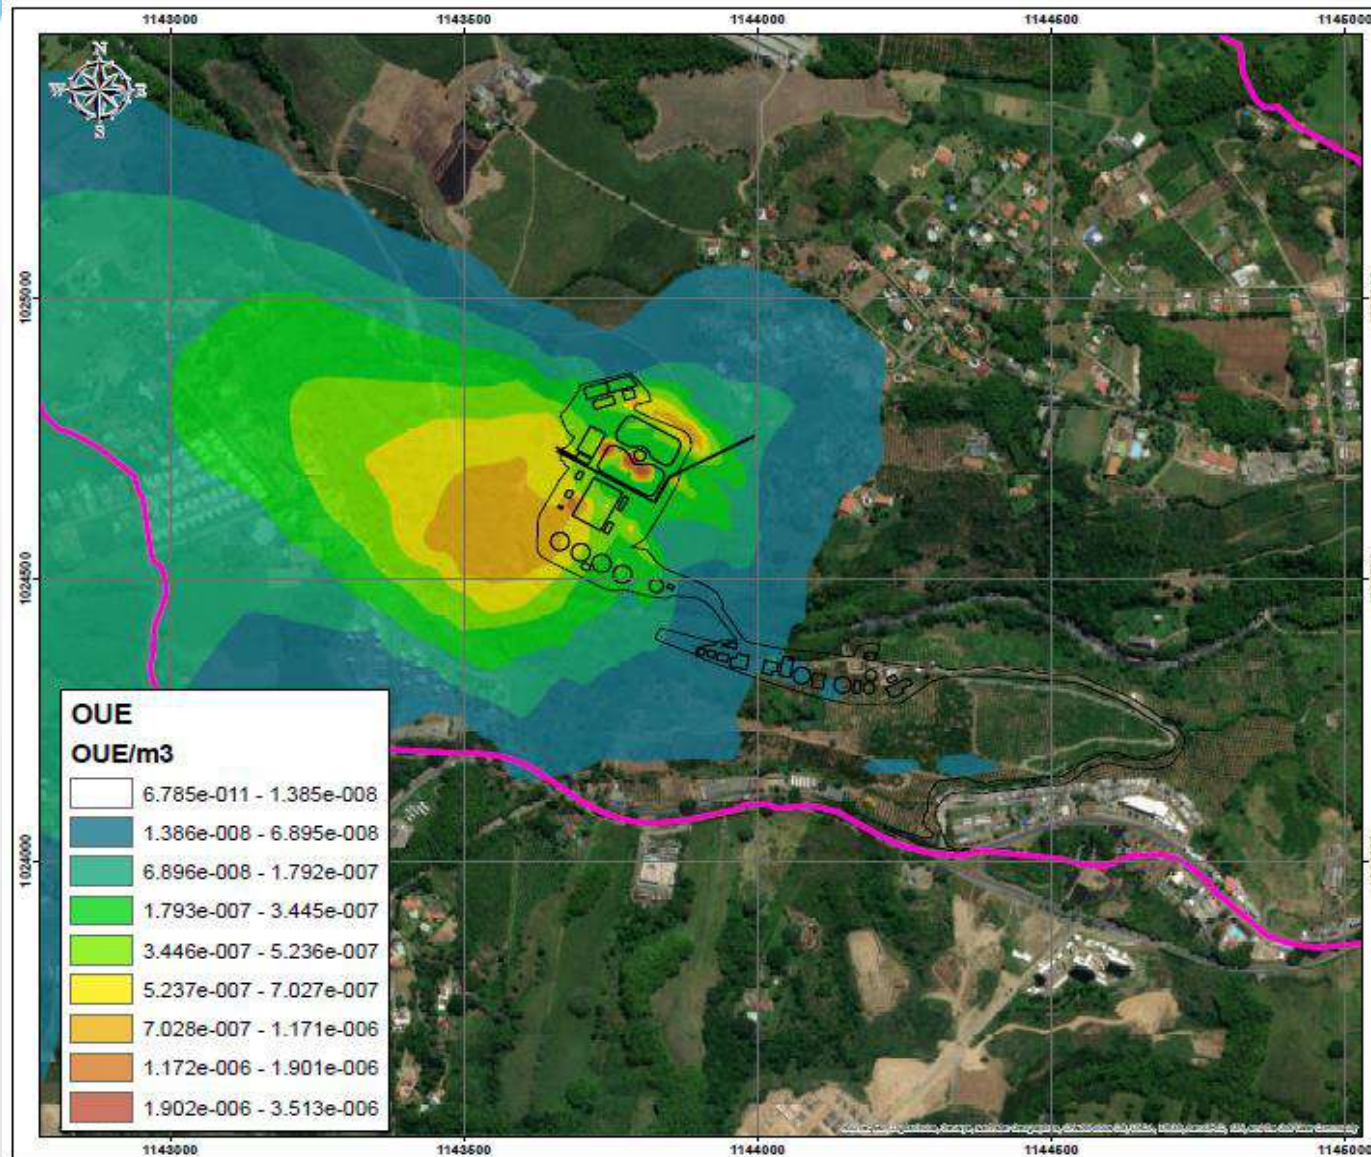 1143000 1143500 1144000 1144500 1145000
N
1025000
1024500
1024000
OUE
OUE/m3
6.785e-011 - 1.385e-008
1.386e-008 - 6.895e-008
6.896e-008 - 1.792e-007
1.793e-007 - 3.445e-007
3.446e-007 - 5.236e-007
5.237e-007 - 7.027e-007
7.028e-007 - 1.171e-006
1.172e-006 - 1.901e-006
1.902e-006 - 3.513e-006
1143000 1143500 1144000 1144500 1145000